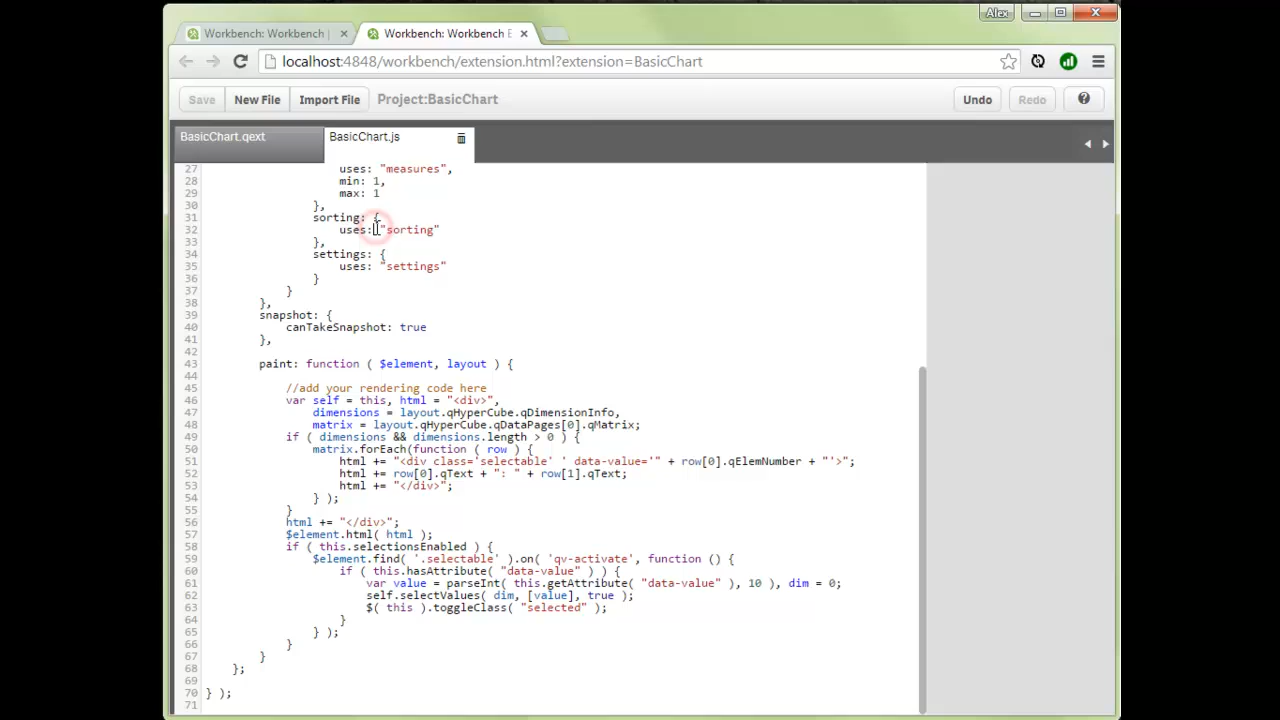 Alex
Workbench: Workbench |
Workbench: Workbench E
localhost:4848/workbench/extension.html?extension=BasicChart
Save New File Import File Project:BasicChart Undo Redo ?
BasicChart.qext BasicChart.js
27 uses: "measures",
28 min: 1,
29 max: 1
30 },
31 sorting: {
32 uses: "sorting"
33 },
34 settings: {
35 uses: "settings"
36 }
37 }
38 },
39 snapshot: {
40 canTakeSnapshot: true
41 },
42
43 paint: function ( $element, layout ) {
44
45 //add your rendering code here
46 var self = this, html = "<div>",
47 dimensions = layout.qHyperCube.qDimensionInfo,
48 matrix = layout.qHyperCube.qDataPages[0].qMatrix;
49 if ( dimensions && dimensions.length > 0 ) {
50 matrix.forEach(function ( row ) {
51 html += "<div class='selectable' ' data-value='" + row[0].qElemNumber + "'>";
52 html += row[0].qText + ": " + row[1].qText;
53 html += "</div>";
54 } );
55 }
56 html += "</div>";
57 $element.html( html );
58 if ( this.selectionsEnabled ) {
59 $element.find( '.selectable' ).on( 'qv-activate', function () {
60 if ( this.hasAttribute( "data-value" ) ) {
61 var value = parseInt( this.getAttribute( "data-value" ), 10 ), dim = 0;
62 self.selectValues( dim, [value], true );
63 $( this ).toggleClass( "selected" );
64 }
65 } );
66 }
67 }
68 };
69
70 } );
71